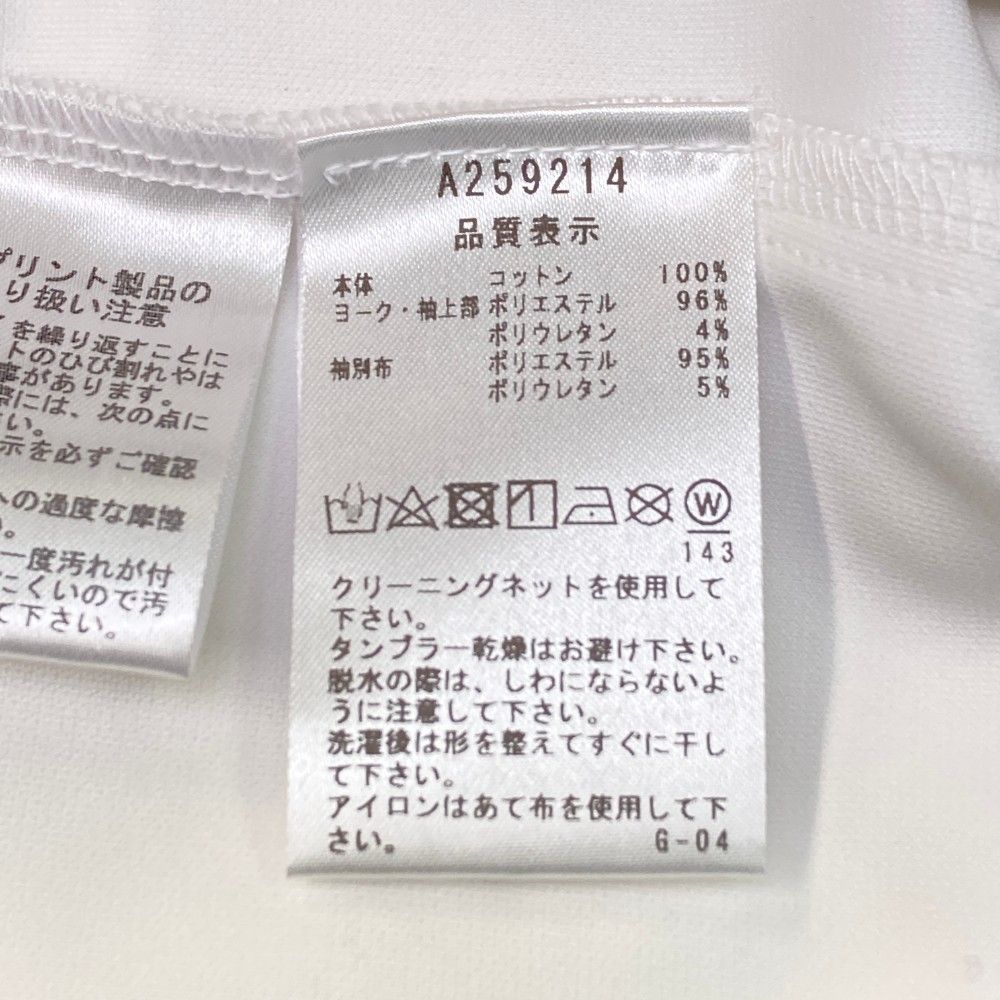 プリント製品の
り扱い注意
を繰り返すことに
トのひび割れやは
事があります。
際には、次の点に
さい。
示を必ずご確認
への過度な摩擦
一度汚れが付
にくいので汚
て下さい。
A259214
品質表示
本体 コットン 100%
ヨーク・袖上部 ポリエステル 96%
ポリウレタン 4%
袖別布 ポリエステル 95%
ポリウレタン 5%
W
143
クリーニングネットを使用して
下さい。
タンブラー乾燥はお避け下さい。
脱水の際は、しわにならないよ
うに注意して下さい。
洗濯後は形を整えてすぐに干し
て下さい。
アイロンはあて布を使用して下
さい。 G-04